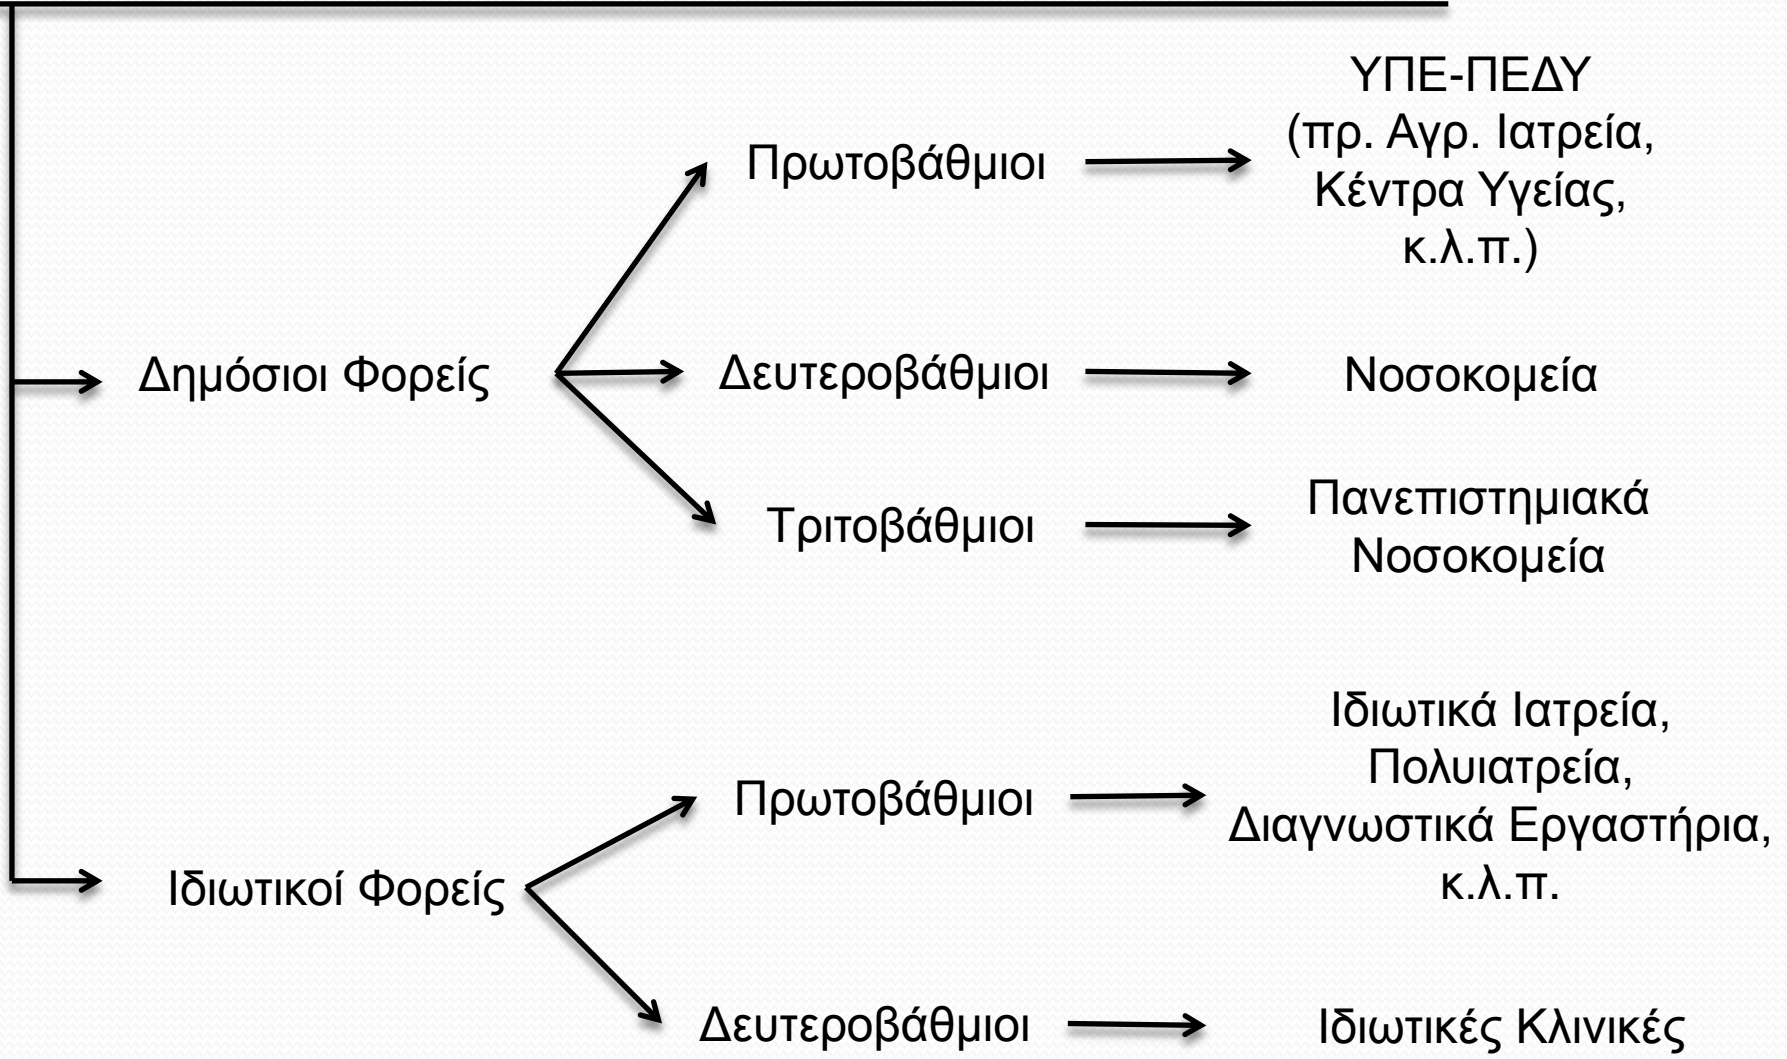 ΥΠΕ-ΠΕΔΥ
(πρ. Αγρ. Ιατρεία,
Κέντρα Υγείας,
κ.λ.π.)
Πρωτοβάθμιοι
Δημόσιοι Φορείς
Δευτεροβάθμιοι
Νοσοκομεία
Τριτοβάθμιοι
Πανεπιστημιακά
Νοσοκομεία
Ιδιωτικοί Φορείς
Πρωτοβάθμιοι
Ιδιωτικά Ιατρεία,
Πολυιατρεία,
Διαγνωστικά Εργαστήρια,
κ.λ.π.
Δευτεροβάθμιοι
Ιδιωτικές Κλινικές